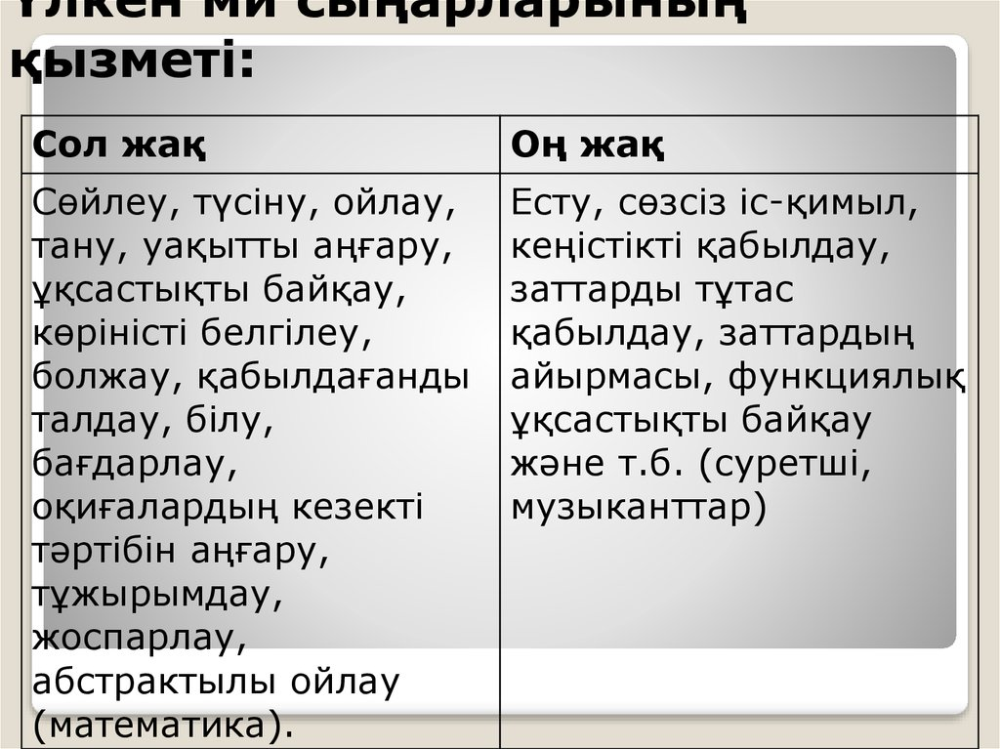 Үлкен ми сыңарларының
қызметі:
Сол жақ
Оң жақ
Сөйлеу, түсіну, ойлау,
тану, уақытты аңғару,
ұқсастықты байқау,
көріністі белгілеу,
болжау, қабылдағанды
талдау, білу,
бағдарлау,
оқиғалардың кезекті
тәртібін аңғару,
тұжырымдау,
жоспарлау,
абстрактылы ойлау
(математика).
Есту, сөзсіз іс-қимыл,
кеңістікті қабылдау,
заттарды тұтас
қабылдау, заттардың
айырмасы, функциялық
ұқсастықты байқау
және т.б. (суретші,
музыканттар)